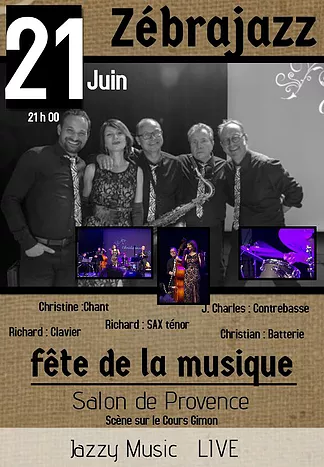 21
Zébrajazz
Juin
21 h 00
Christine :Chant
J. Charles : Contrebasse
Richard : Clavier
Richard : SAX ténor
Christian : Batterie
fête de la musique
Salon de Provence
Scène sur le Cours Gimon
Jazzy Music LIVE